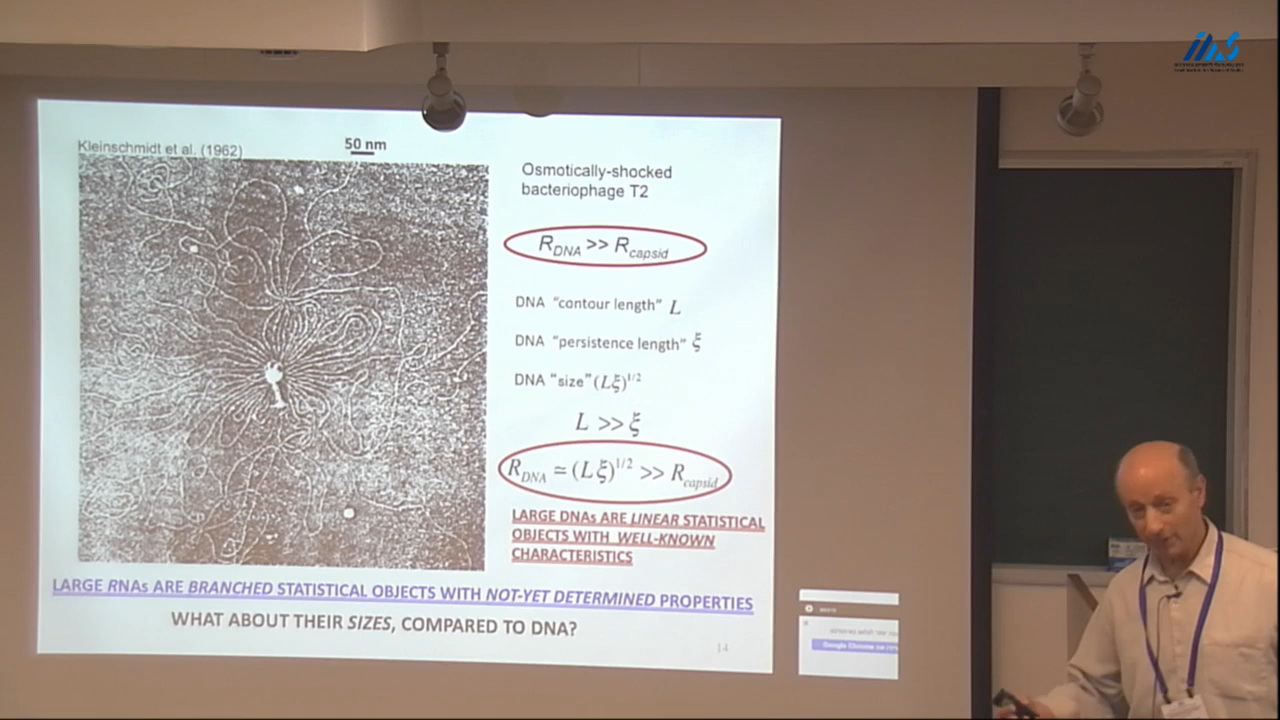 Kleinschmidt et al. (1962)
50 nm
Osmotically-shocked
bacteriophage T2
R_DNA >> R_capsid
DNA “contour length” L
DNA “persistence length” ξ
DNA “size” (Lξ)^1/2
L >> ξ
R_DNA ≃ (Lξ)^1/2 >> R_capsid
LARGE DNAs ARE LINEAR STATISTICAL
OBJECTS WITH WELL-KNOWN
CHARACTERISTICS
LARGE RNAs ARE BRANCHED STATISTICAL OBJECTS WITH NOT-YET DETERMINED PROPERTIES
WHAT ABOUT THEIR SIZES, COMPARED TO DNA?
14
Google Chrome